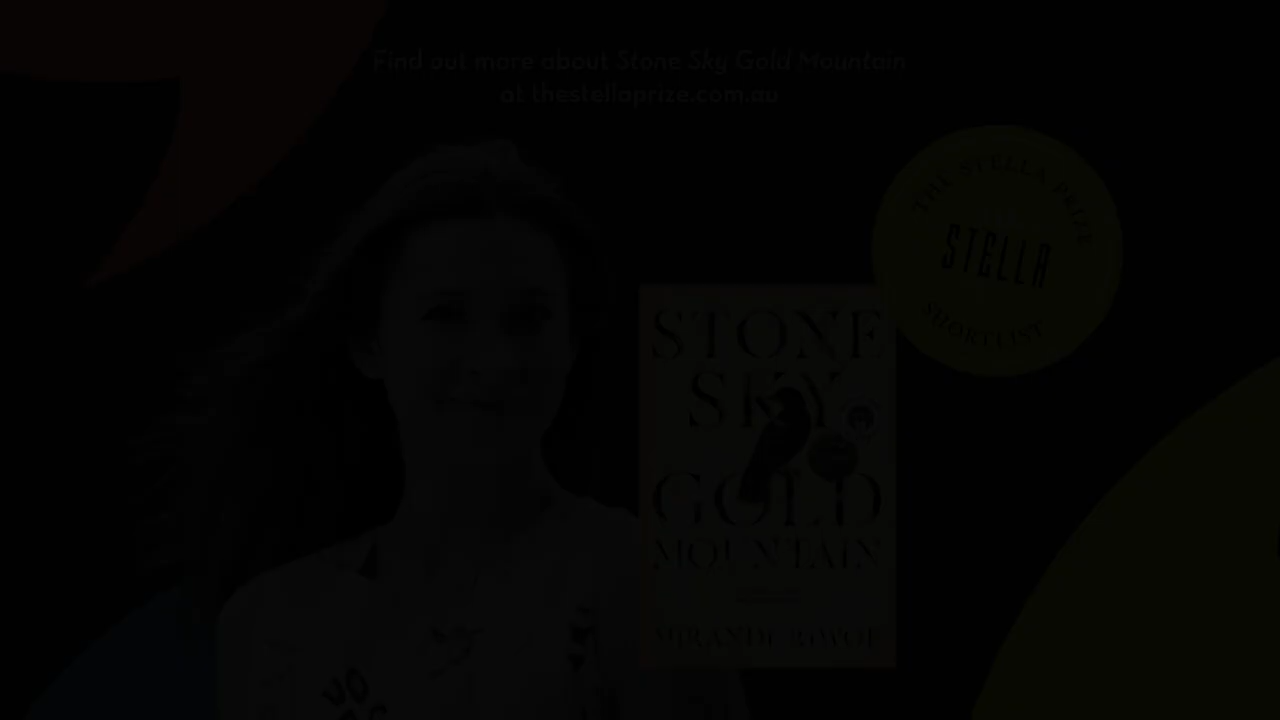 Find out more about Stone Sky Gold Mountain
at thestellaprize.com.au
THE STELLA PRIZE
STELLA
SHORTLIST
STONE
SKY
GOLD
MOUNTAIN
MIRANDI RIWOE